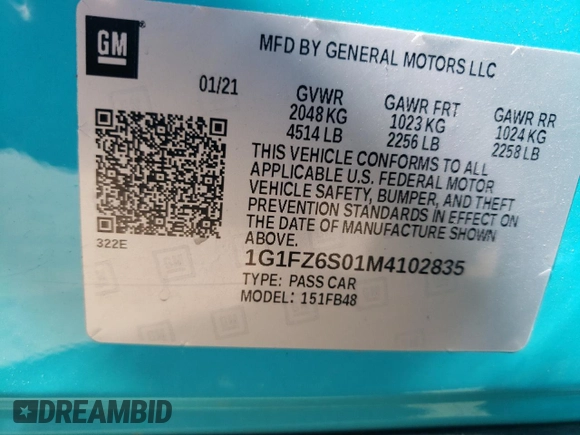 GM
MFD BY GENERAL MOTORS LLC
01/21
GVWR
2048 KG
4514 LB
GAWR FRT
1023 KG
2256 LB
GAWR RR
1024 KG
2258 LB
THIS VEHICLE CONFORMS TO ALL
APPLICABLE U.S. FEDERAL MOTOR
VEHICLE SAFETY, BUMPER, AND THEFT
PREVENTION STANDARDS IN EFFECT ON
THE DATE OF MANUFACTURE SHOWN
ABOVE.
322E
1G1FZ6S01M4102835
TYPE: PASS CAR
MODEL: 151FB48
GM
GM
GM
DREAMBID